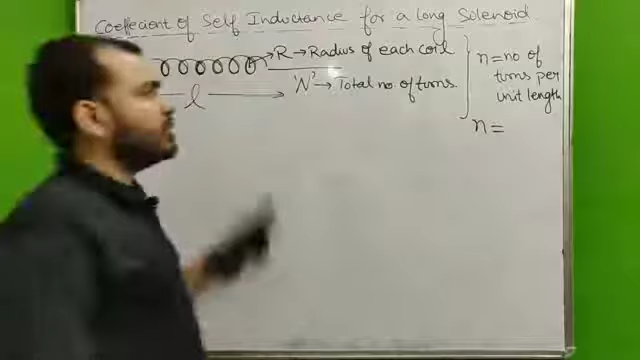 Coeffecient of Self Inductance for a long Solenoid
R → Radius of each coil
'N' → Total no of turns
l
n = no of
turns per
unit length
n =